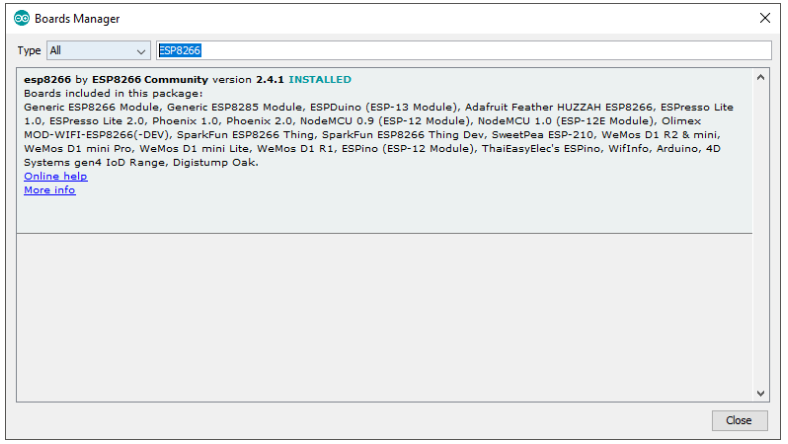 Boards Manager
Type All ESP8266
esp8266 by ESP8266 Community version 2.4.1 INSTALLED
Boards included in this package:
Generic ESP8266 Module, Generic ESP8285 Module, ESPDuino (ESP-13 Module), Adafruit Feather HUZZAH ESP8266, ESPresso Lite
1.0, ESPresso Lite 2.0, Phoenix 1.0, Phoenix 2.0, NodeMCU 0.9 (ESP-12 Module), NodeMCU 1.0 (ESP-12E Module), Olimex
MOD-WIFI-ESP8266(-DEV), SparkFun ESP8266 Thing, SparkFun ESP8266 Thing Dev, SweetPea ESP-210, WeMos D1 R2 & mini,
WeMos D1 mini Pro, WeMos D1 mini Lite, WeMos D1 R1, ESPino (ESP-12 Module), ThaiEasyElec's ESPino, WifInfo, Arduino, 4D
Systems gen4 IoD Range, Digistump Oak.
Online help
More info
Close